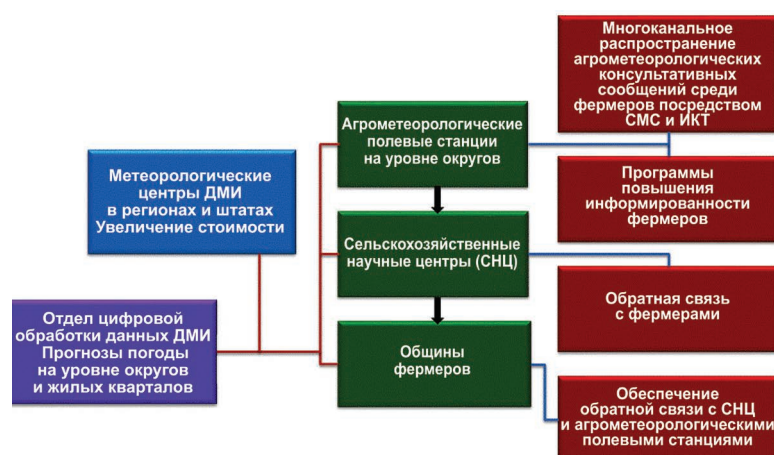 Метеорологические
центры ДМИ
в регионах и штатах
Увеличение стоимости
Отдел цифровой
обработки данных ДМИ
Прогнозы погоды
на уровне округов
и жилых кварталов
Агрометеорологические
полевые станции
на уровне округов
Сельскохозяйственные
научные центры (СНЦ)
Общины
фермеров
Многоканальное
распространение
агрометеорологических
консультативных
сообщений среди
фермеров посредством
СМС и ИКТ
Программы
повышения
информированности
фермеров
Обратная связь
с фермерами
Обеспечение
обратной связи с СНЦ
и агрометеорологическими
полевыми станциями